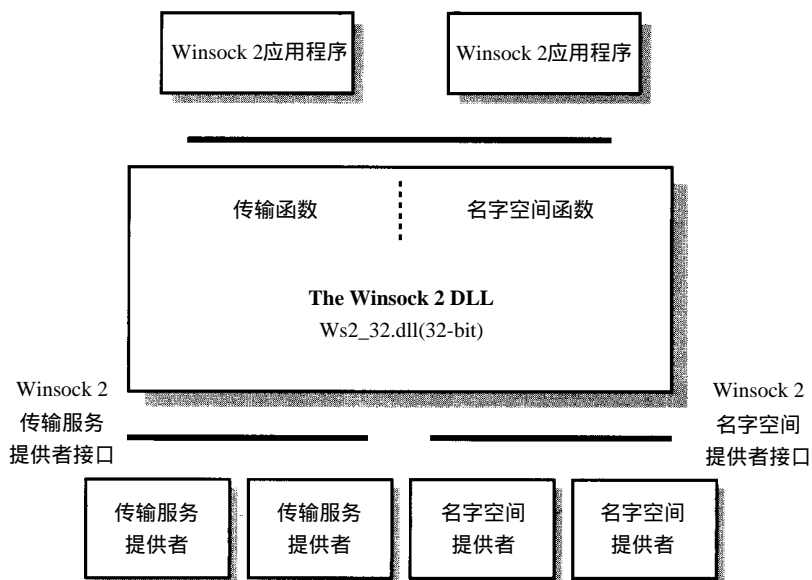 Winsock 2应用程序
Winsock 2应用程序
传输函数
名字空间函数
The Winsock 2 DLL
Ws2_32.dll(32-bit)
Winsock 2
传输服务
提供者接口
Winsock 2
名字空间
提供者接口
传输服务
提供者
传输服务
提供者
名字空间
提供者
名字空间
提供者